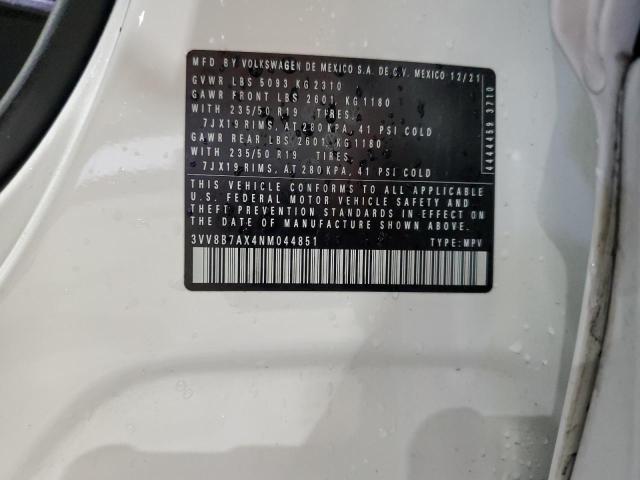 MFD BY VOLKSWAGEN DE MEXICO S.A. DE C.V. MEXICO 12/21
GVWR LBS 5093 KG 2310
GAWR FRONT LBS 2601, KG 1180
WITH 235/50 R19 TIRES,
7JX19 RIMS, AT 280 KPA, 41 PSI COLD
GAWR REAR LBS 2601, KG 1180
WITH 235/50 R19 TIRES,
7JX19 RIMS, AT 280 KPA, 41 PSI COLD
THIS VEHICLE CONFORMS TO ALL APPLICABLE
U.S. FEDERAL MOTOR VEHICLE SAFETY AND
THEFT PREVENTION STANDARDS IN EFFECT ON
THE DATE OF MANUFACTURE SHOWN ABOVE
3VV8B7AX4NM044851 TYPE: MPV
4444459 3710